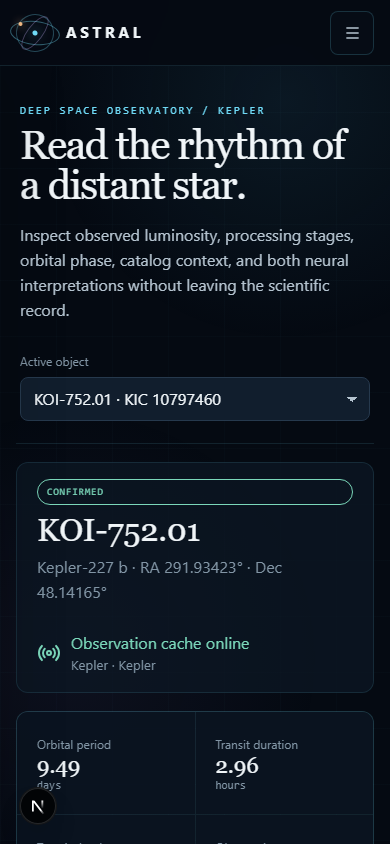 ASTRAL
DEEP SPACE OBSERVATORY / KEPLER
Read the rhythm of
a distant star.
Inspect observed luminosity, processing stages,
orbital phase, catalog context, and both neural
interpretations without leaving the scientific
record.
Active object
KOI-752.01 · KIC 10797460
CONFIRMED
KOI-752.01
Kepler-227 b · RA 291.93423° · Dec
48.14165°
Observation cache online
Kepler · Kepler
Orbital period
9.49
days
Transit duration
2.96
hours
N